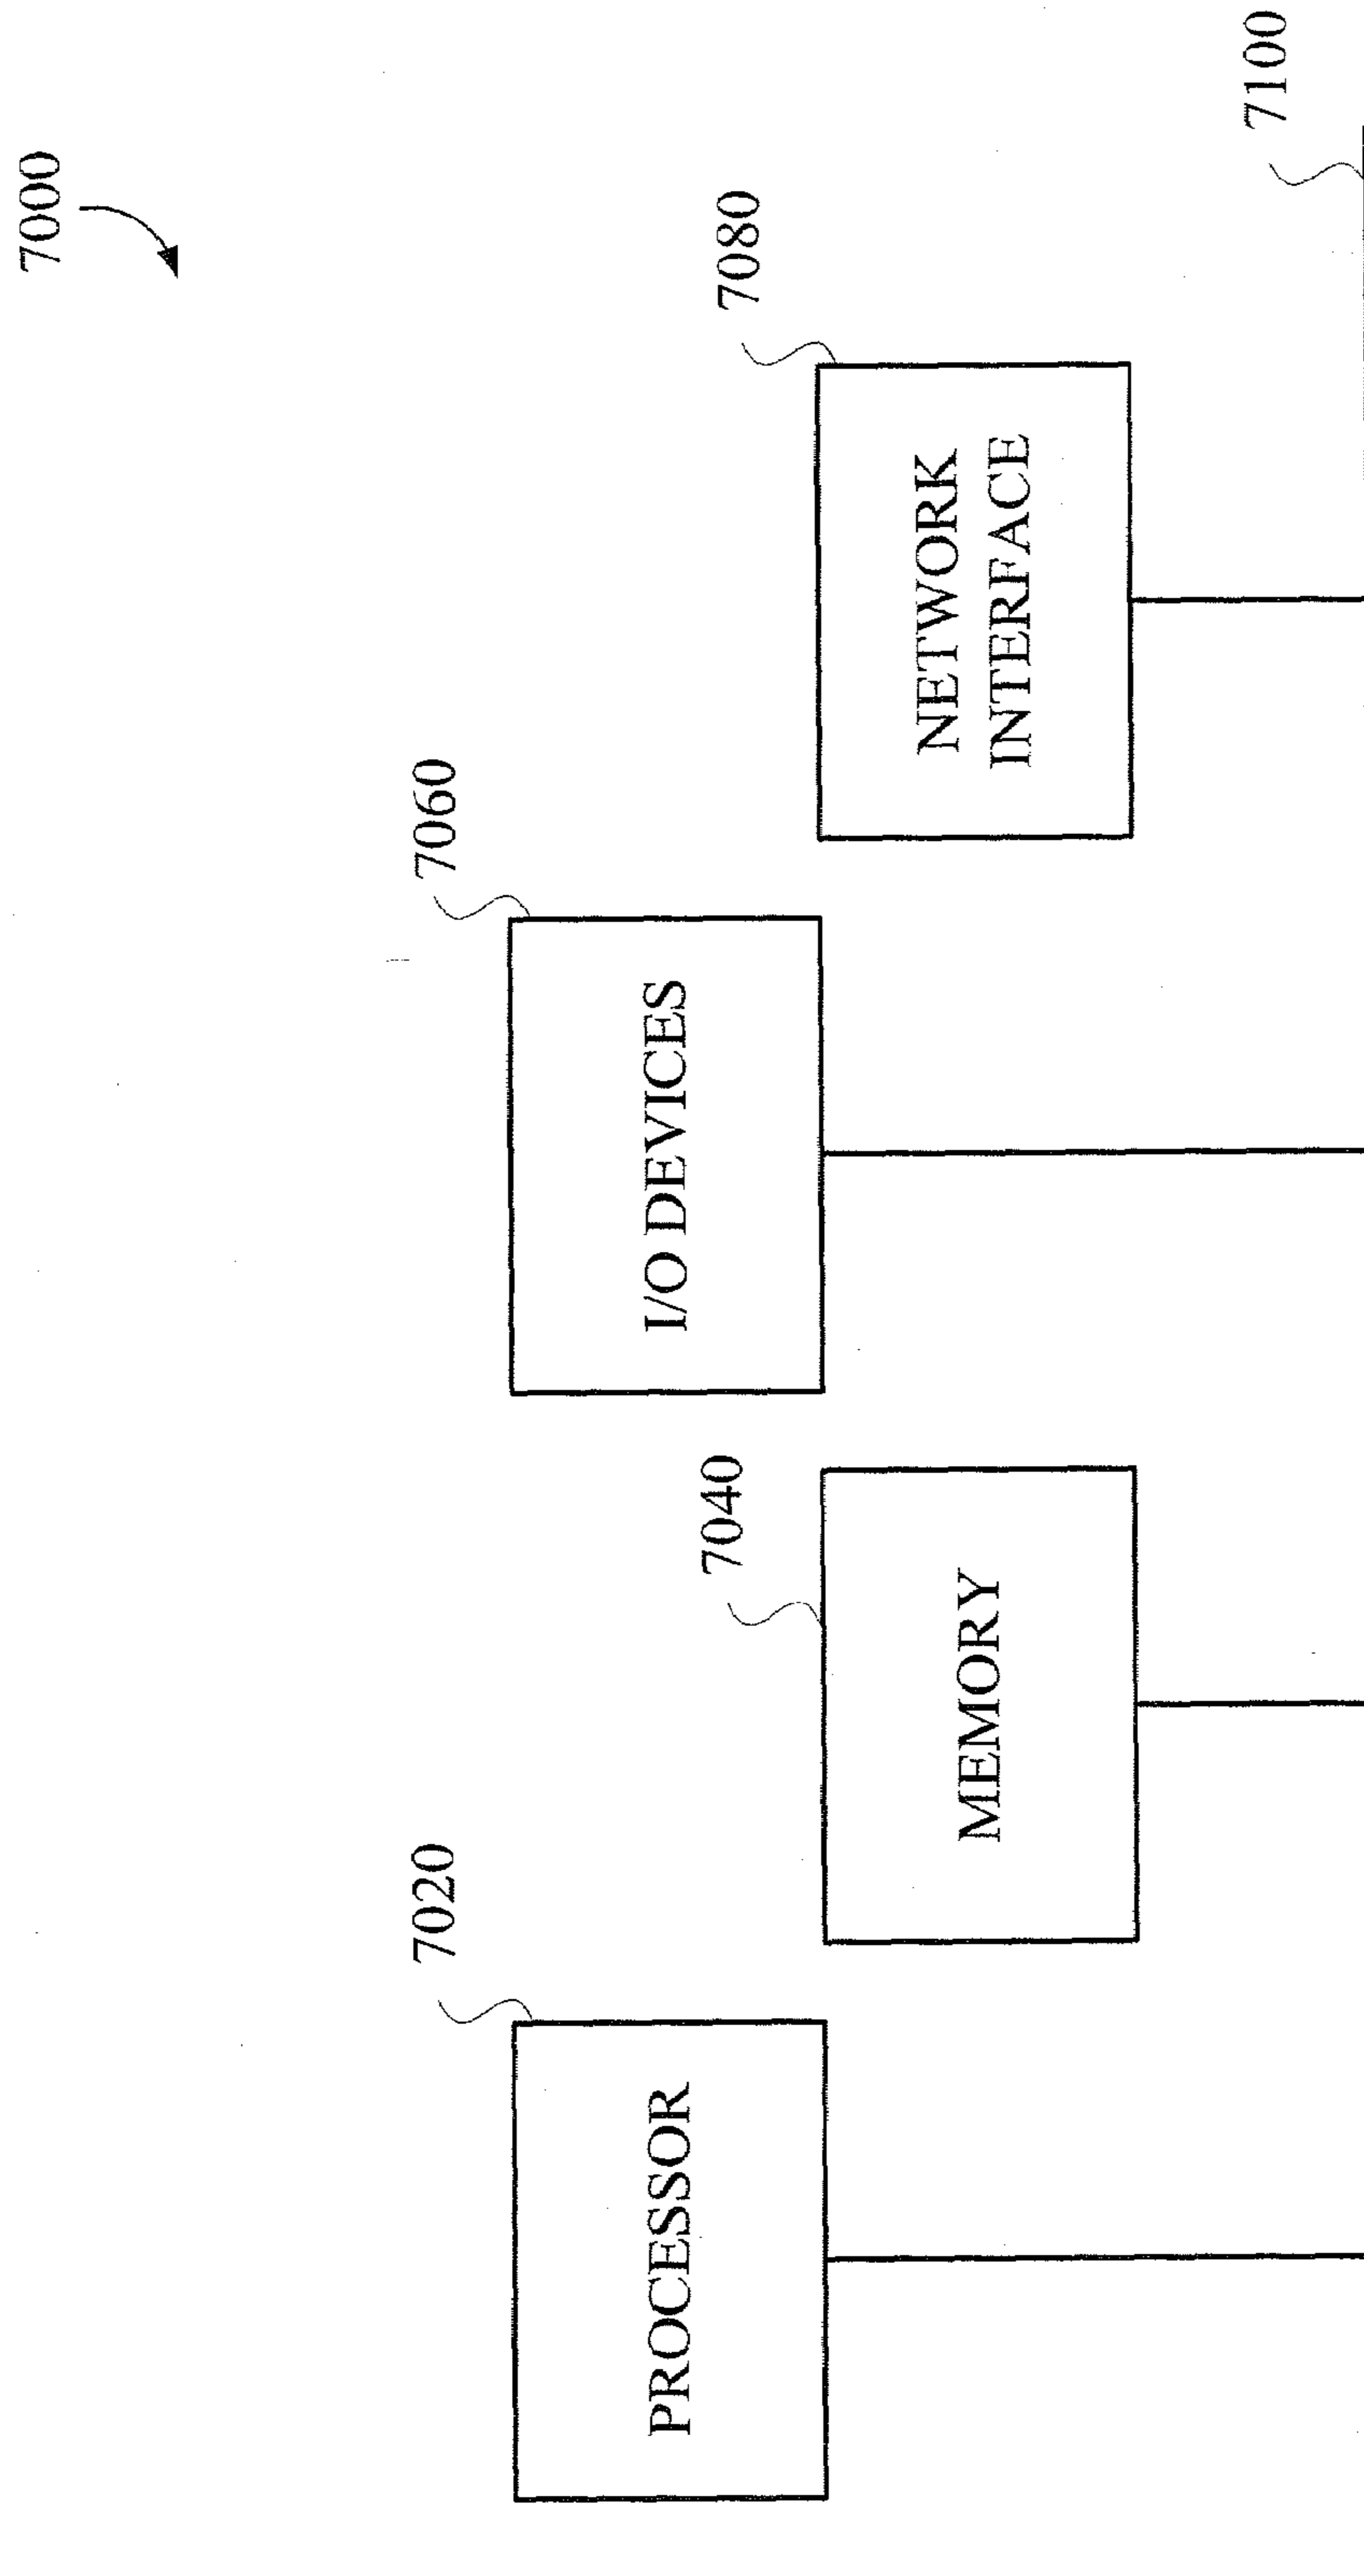 7000
7020
PROCESSOR
7060
I/O DEVICES
7040
MEMORY
7080
NETWORK
INTERFACE
7100